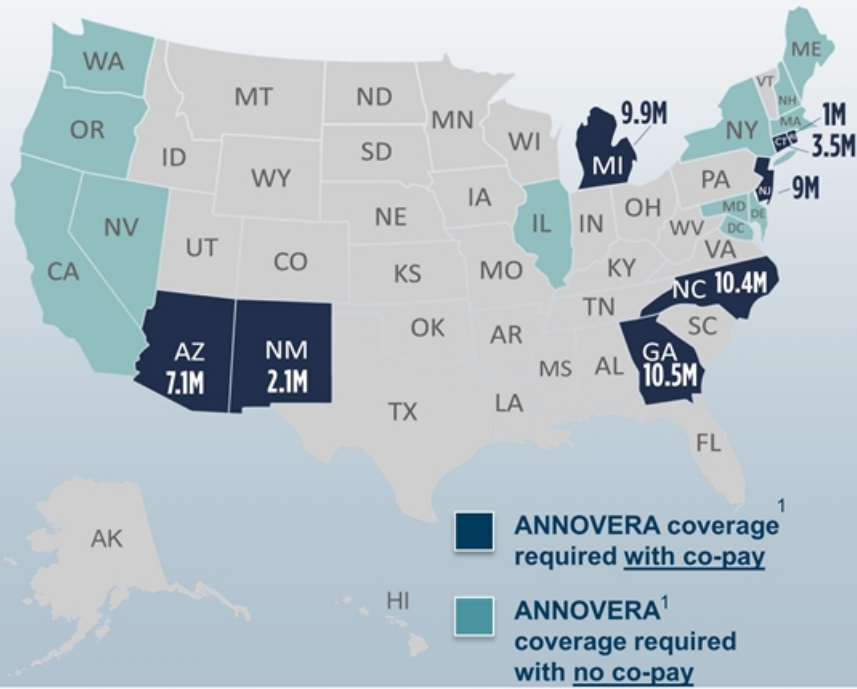 WA
OR
CA
NV
ID
MT
WY
UT
CO
AZ
7.1M
NM
2.1M
ND
SD
NE
KS
OK
TX
MN
IA
MO
AR
LA
WI
IL
MI
9.9M
IN
OH
KY
TN
MS
AL
GA
10.5M
FL
SC
NC 10.4M
VA
WV
PA
NY
VT
NH
ME
MA
1M
CT
3.5M
NJ
9M
MD
DE
DC
AK
HI
ANNOVERA coverage1
required with co-pay
ANNOVERA1
coverage required
with no co-pay